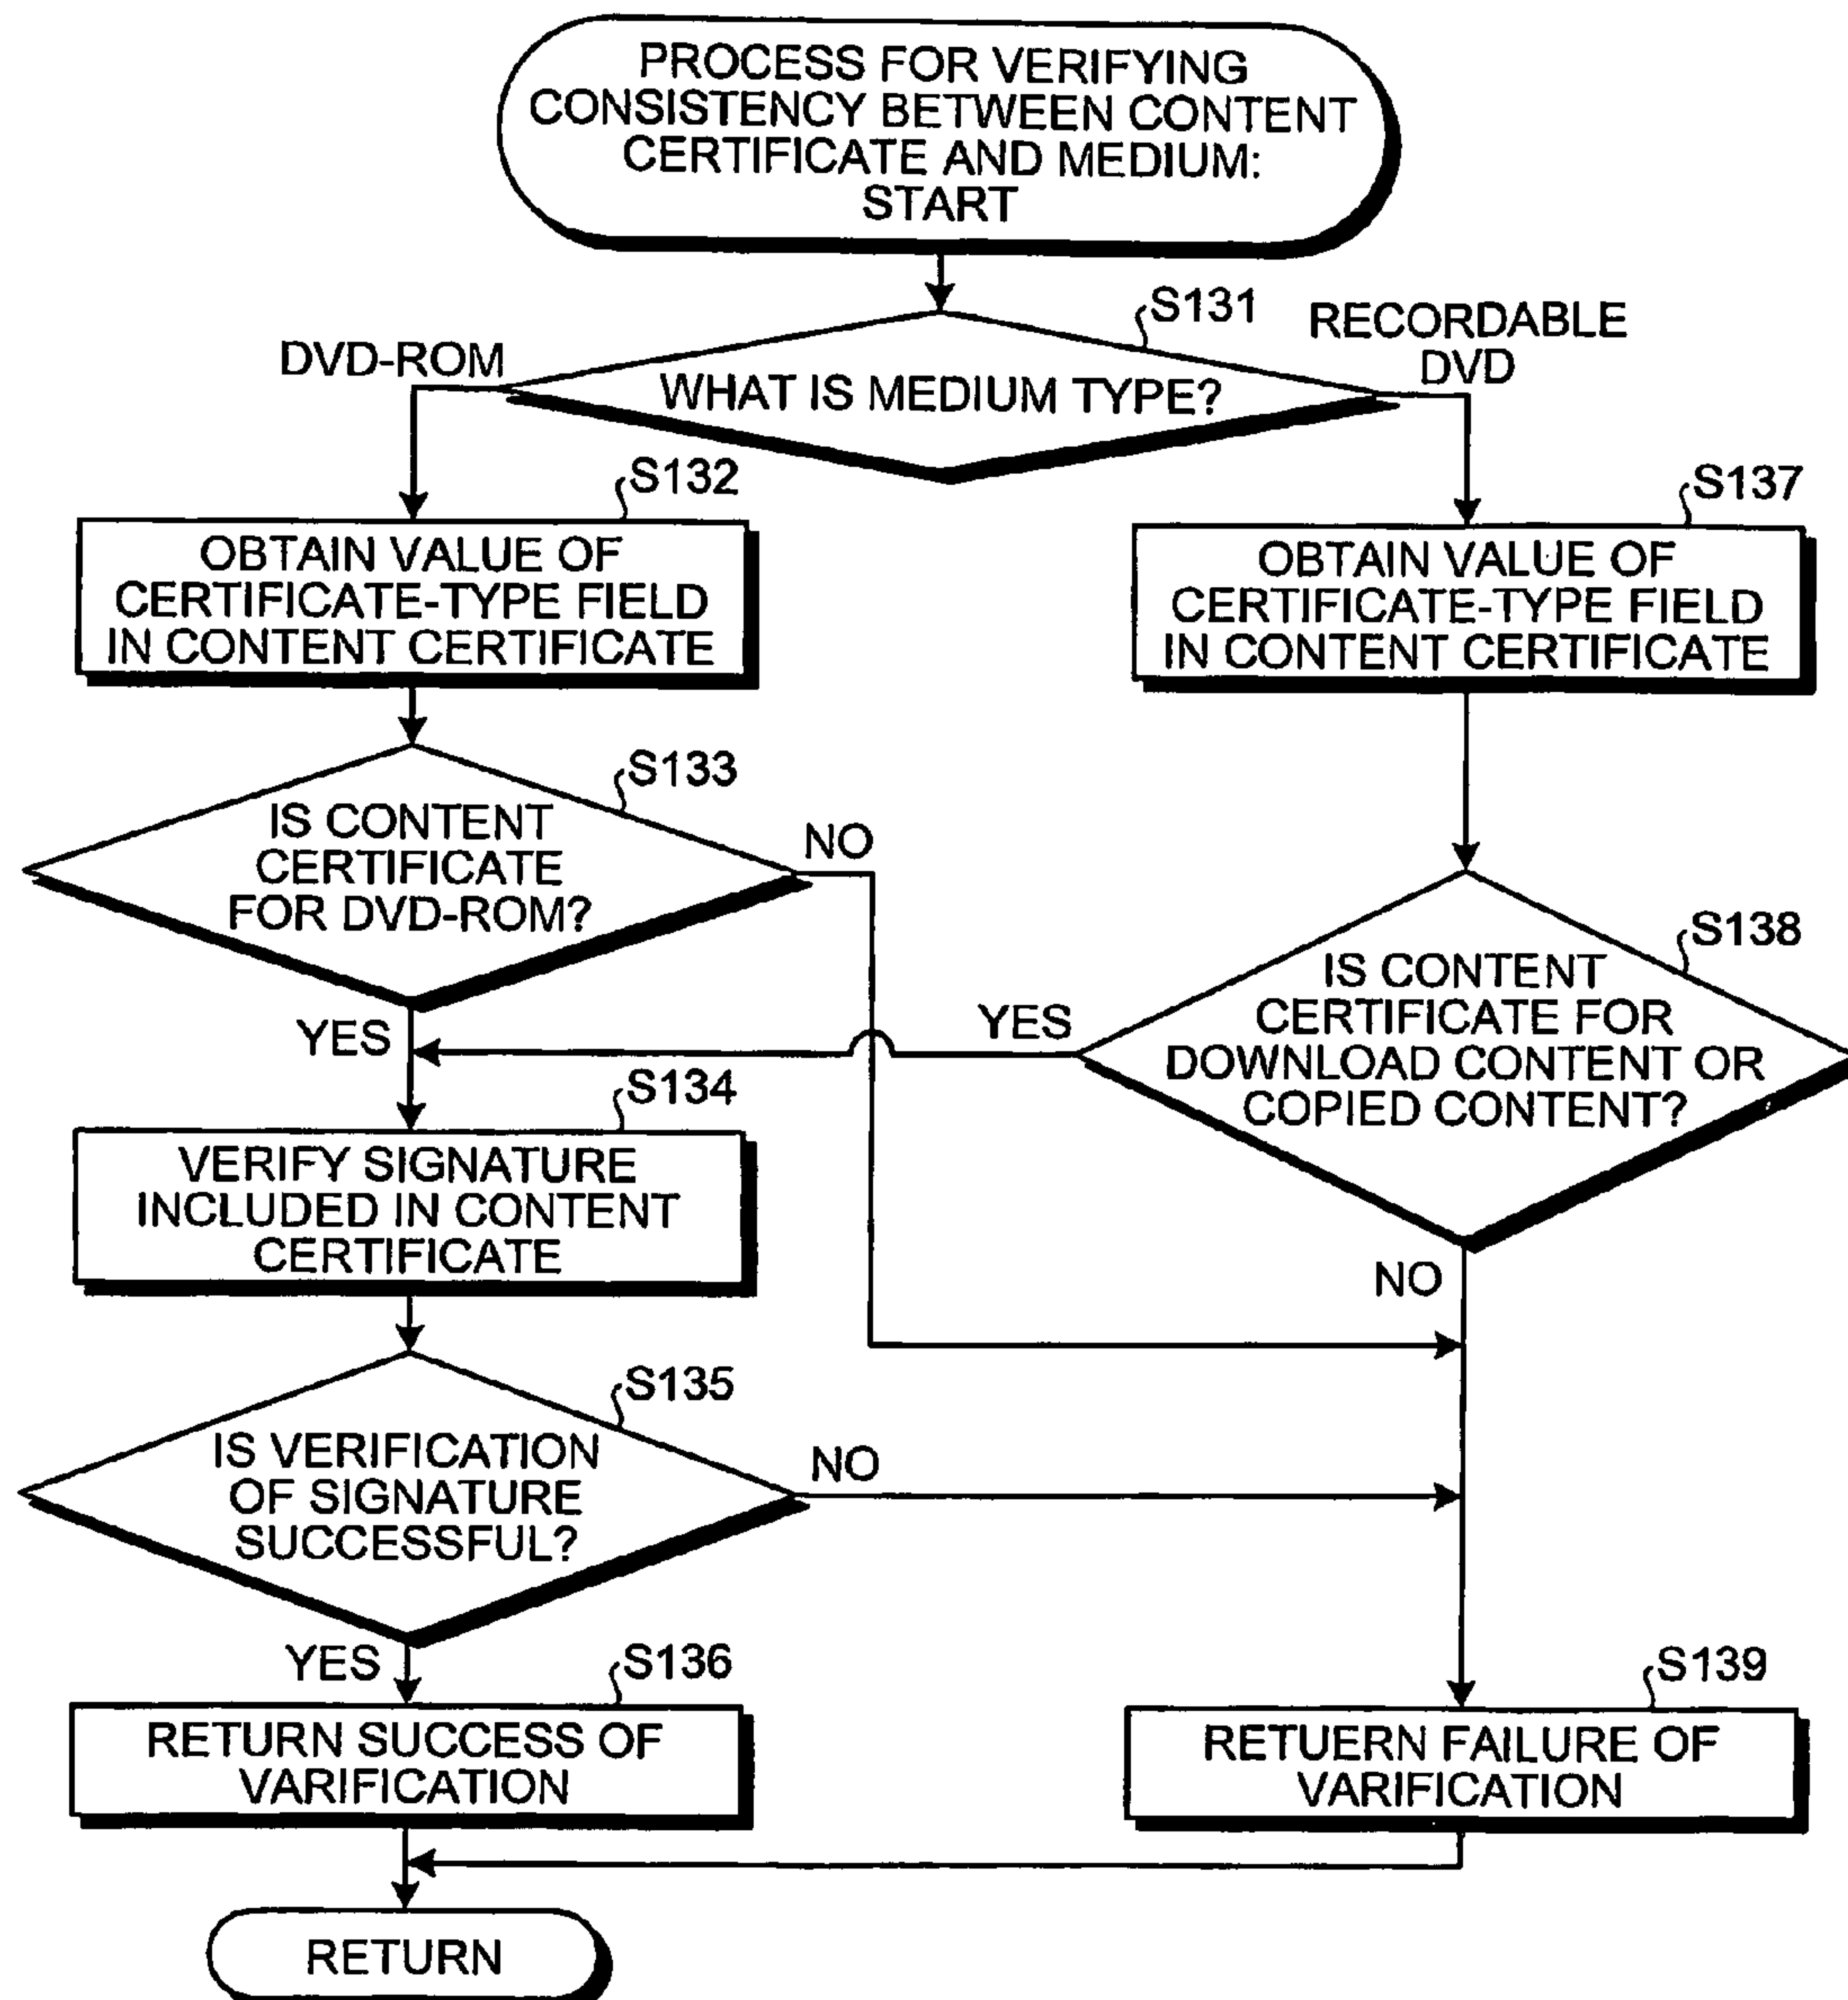 PROCESS FOR VERIFYING
CONSISTENCY BETWEEN CONTENT
CERTIFICATE AND MEDIUM:
START
S131
DVD-ROM
RECORDABLE
DVD
WHAT IS MEDIUM TYPE?
S132
OBTAIN VALUE OF
CERTIFICATE-TYPE FIELD
IN CONTENT CERTIFICATE
S137
OBTAIN VALUE OF
CERTIFICATE-TYPE FIELD
IN CONTENT CERTIFICATE
S133
IS CONTENT
CERTIFICATE
FOR DVD-ROM?
NO
YES
S138
IS CONTENT
CERTIFICATE FOR
DOWNLOAD CONTENT OR
COPIED CONTENT?
YES
NO
S134
VERIFY SIGNATURE
INCLUDED IN CONTENT
CERTIFICATE
S135
IS VERIFICATION
OF SIGNATURE
SUCCESSFUL?
NO
YES
S136
RETURN SUCCESS OF
VARIFICATION
S139
RETUERN FAILURE OF
VARIFICATION
RETURN